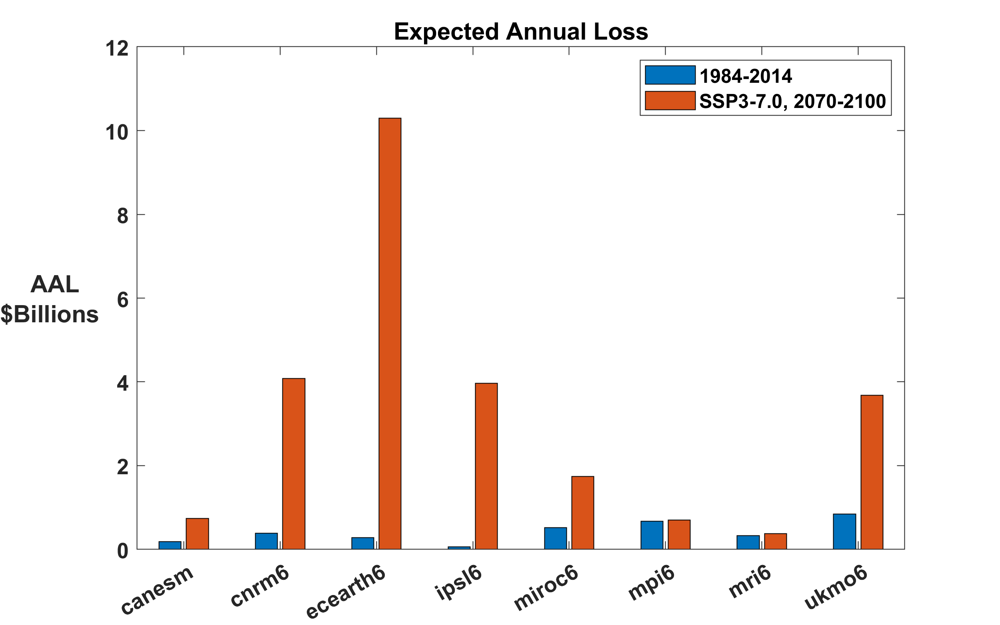 Expected Annual Loss
12
10
8
6
4
2
0
AAL
$Billions
1984-2014
SSP3-7.0, 2070-2100
canesm
cnrm6
ecearth6
ipsl6
miroc6
mpi6
mri6
ukmo6